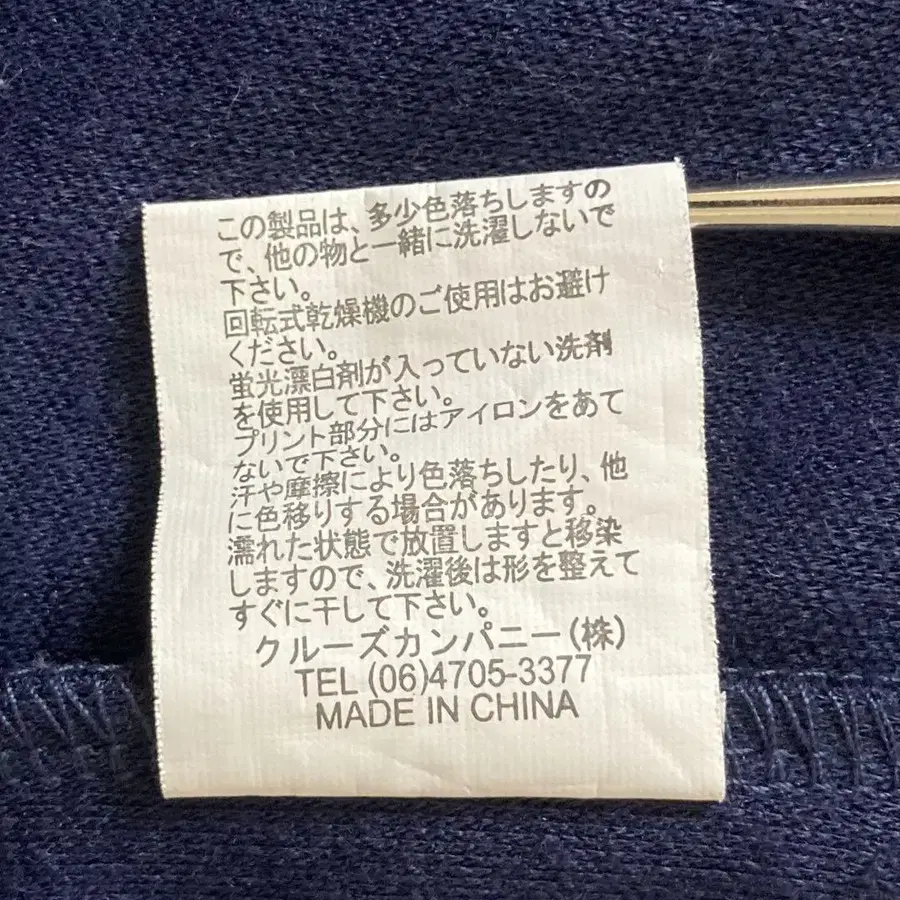 この製品は、多少色落ちしますの
で、他の物と一緒に洗濯しないで
下さい。
回転式乾燥機のご使用はお避け
ください。
蛍光漂白剤が入っていない洗剤
を使用して下さい。
プリント部分にはアイロンをあて
ないで下さい。
汗や摩擦により色落ちしたり、他
に色移りする場合があります。
濡れた状態で放置しますと移染
しますので、洗濯後は形を整えて
すぐに干して下さい。
クルーズカンパニー(株)
TEL (06)4705-3377
MADE IN CHINA